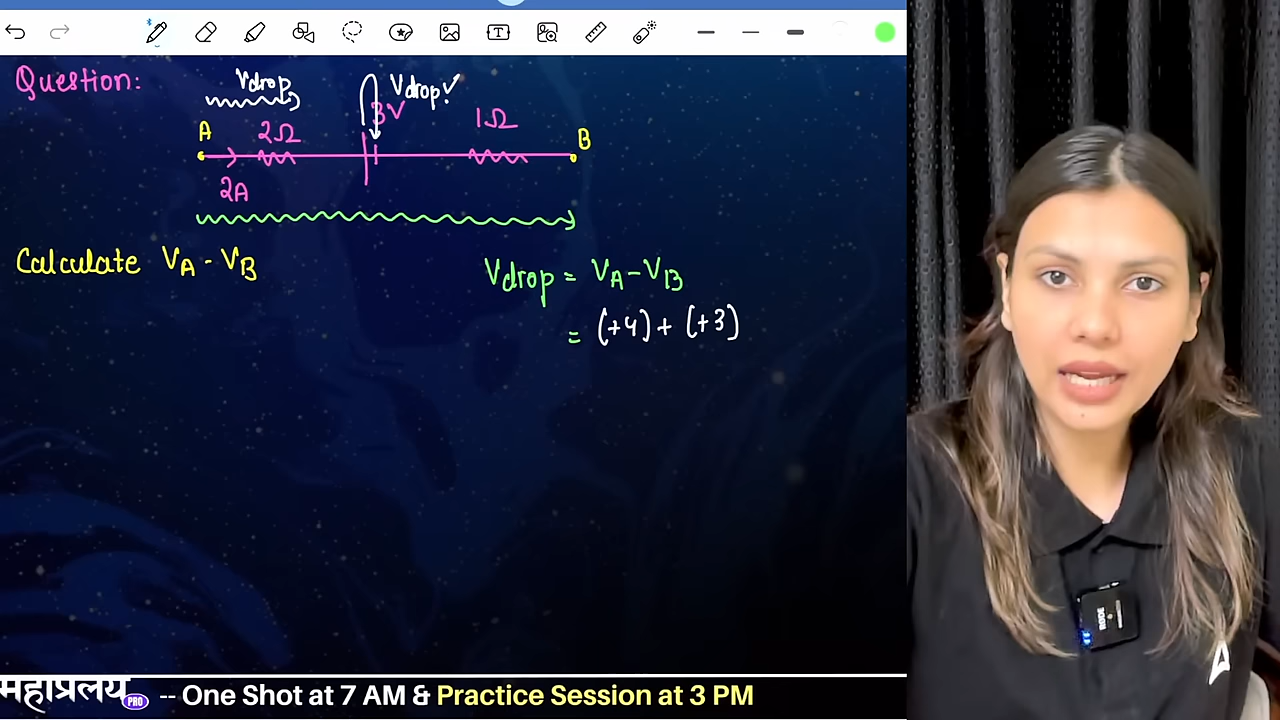 Question:
Vdrop
Vdrop ✓
3V
A
2Ω
1Ω
B
2A
Calculate VA - VB
Vdrop = VA - VB
= (+4) + (+3)
RODE
महाप्रलय PRO -- One Shot at 7 AM & Practice Session at 3 PM